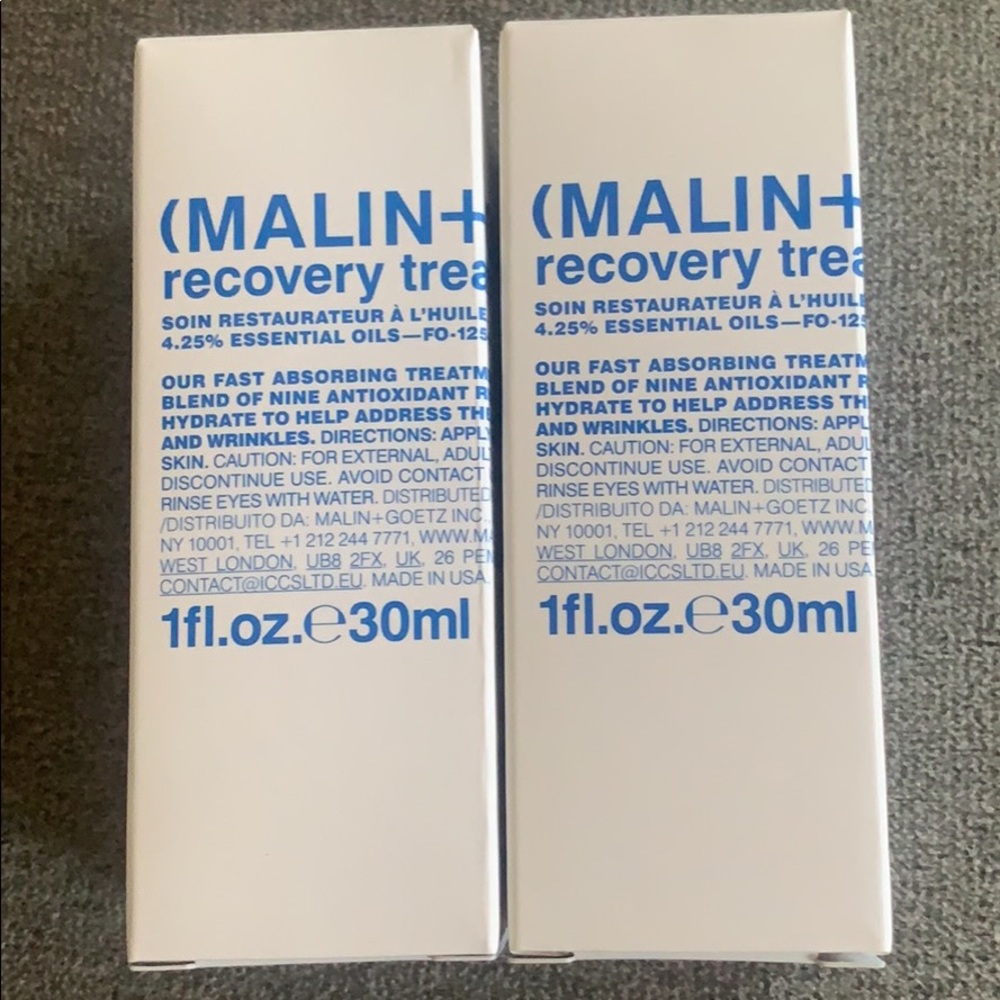 (MALIN+
recovery trea
SOIN RESTAURATEUR À L'HUILE
4.25% ESSENTIAL OILS—FO-125
OUR FAST ABSORBING TREATM
BLEND OF NINE ANTIOXIDANT R
HYDRATE TO HELP ADDRESS TH
AND WRINKLES. DIRECTIONS: APPLY
SKIN. CAUTION: FOR EXTERNAL, ADUL
DISCONTINUE USE. AVOID CONTACT
RINSE EYES WITH WATER. DISTRIBUTED
/DISTRIBUITO DA: MALIN+GOETZ INC.,
NY 10001, TEL +1 212 244 7771, WWW.MA
WEST LONDON, UB8 2FX, UK, 26 PEM
CONTACT@ICCSLTD.EU. MADE IN USA.
1fl.oz.℮30ml
(MALIN+
recovery trea
SOIN RESTAURATEUR À L'HUILE
4.25% ESSENTIAL OILS—FO-125
OUR FAST ABSORBING TREATM
BLEND OF NINE ANTIOXIDANT R
HYDRATE TO HELP ADDRESS TH
AND WRINKLES. DIRECTIONS: APPL
SKIN. CAUTION: FOR EXTERNAL, ADUL
DISCONTINUE USE. AVOID CONTACT
RINSE EYES WITH WATER. DISTRIBUTED
/DISTRIBUITO DA: MALIN+GOETZ INC.
NY 10001, TEL +1 212 244 7771, WWW.M
WEST LONDON, UB8 2FX, UK, 26 PE
CONTACT@ICCSLTD.EU. MADE IN USA
1fl.oz.℮30ml